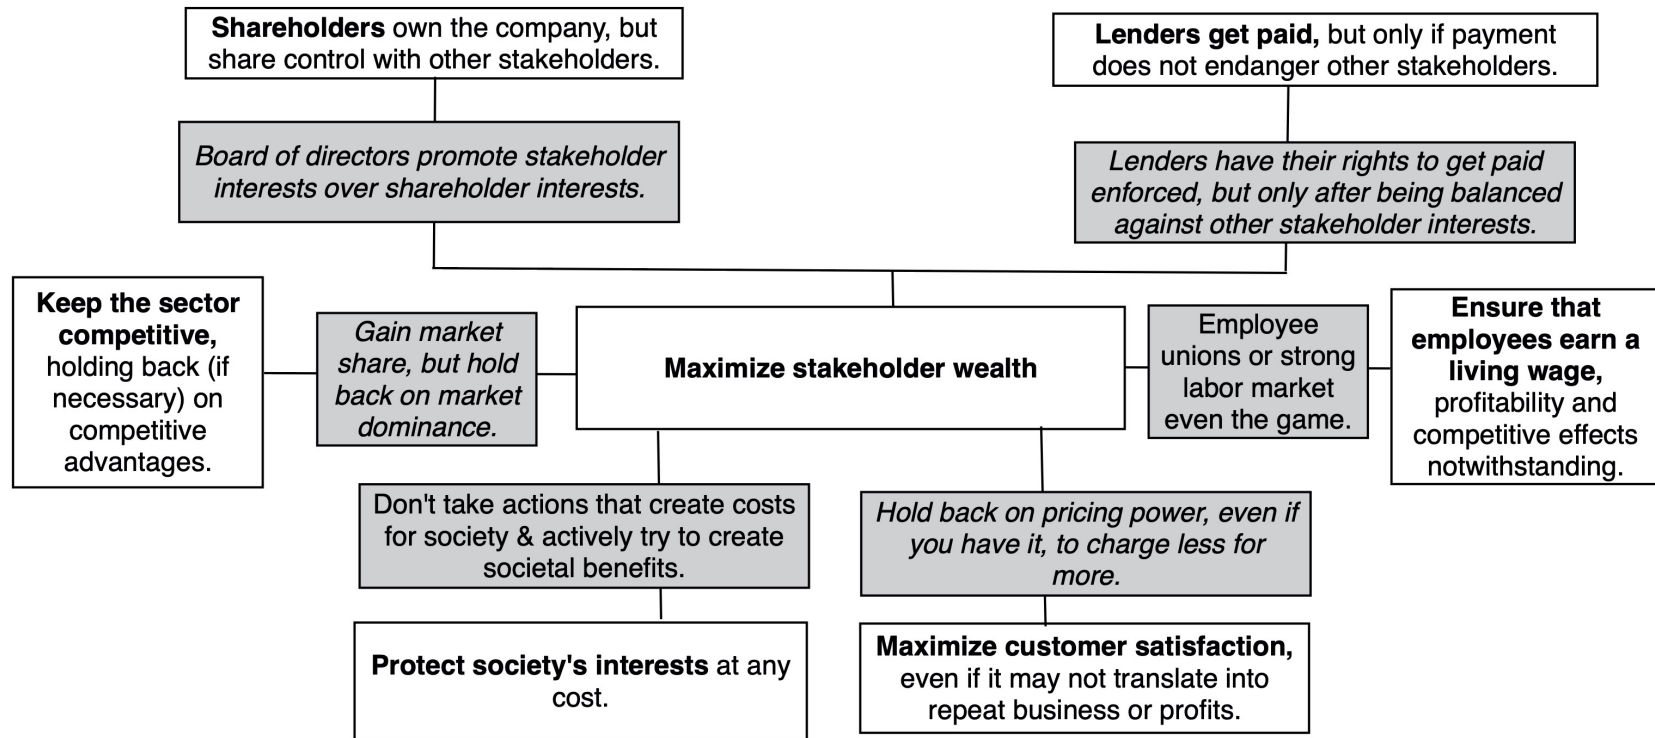 Shareholders own the company, but
share control with other stakeholders.
Lenders get paid, but only if payment
does not endanger other stakeholders.
Board of directors promote stakeholder
interests over shareholder interests.
Lenders have their rights to get paid
enforced, but only after being balanced
against other stakeholder interests.
Keep the sector
competitive,
holding back (if
necessary) on
competitive
advantages.
Gain market
share, but hold
back on market
dominance.
Maximize stakeholder wealth
Employee
unions or strong
labor market
even the game.
Ensure that
employees earn a
living wage,
profitability and
competitive effects
notwithstanding.
Don't take actions that create costs
for society & actively try to create
societal benefits.
Hold back on pricing power, even if
you have it, to charge less for
more.
Protect society's interests at any
cost.
Maximize customer satisfaction,
even if it may not translate into
repeat business or profits.